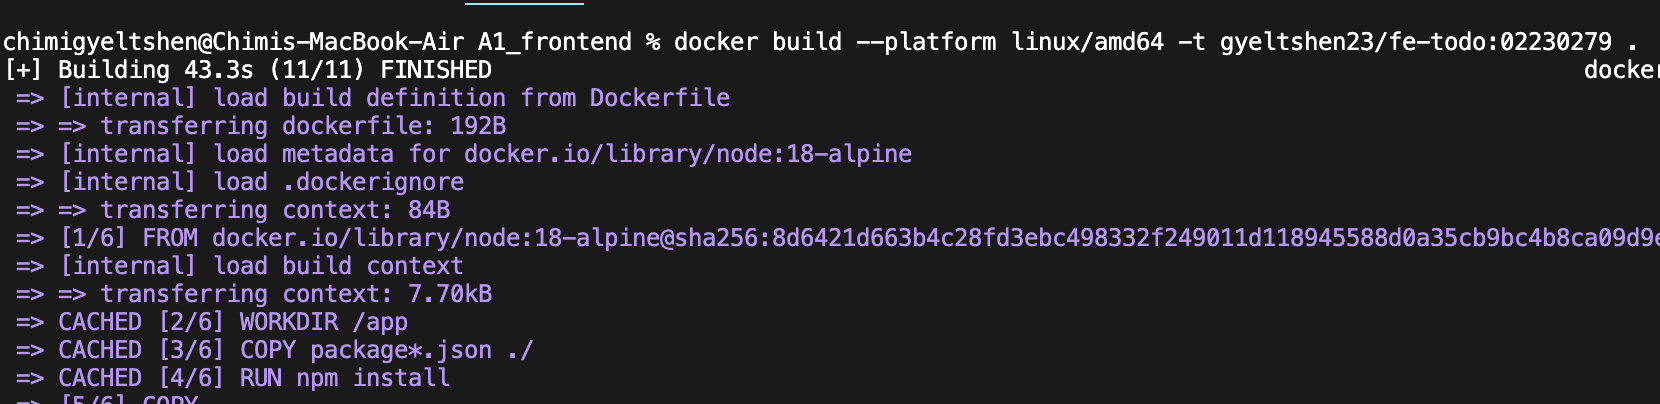 chimigyeltshen@Chimis-MacBook-Air A1_frontend % docker build --platform linux/amd64 -t gyeltshen23/fe-todo:02230279 .
[+] Building 43.3s (11/11) FINISHED docker
=> [internal] load build definition from Dockerfile
=> => transferring dockerfile: 192B
=> [internal] load metadata for docker.io/library/node:18-alpine
=> [internal] load .dockerignore
=> => transferring context: 84B
=> [1/6] FROM docker.io/library/node:18-alpine@sha256:8d6421d663b4c28fd3ebc498332f249011d118945588d0a35cb9bc4b8ca09d9e
=> [internal] load build context
=> => transferring context: 7.70kB
=> CACHED [2/6] WORKDIR /app
=> CACHED [3/6] COPY package*.json ./
=> CACHED [4/6] RUN npm install
=> [5/6] COPY